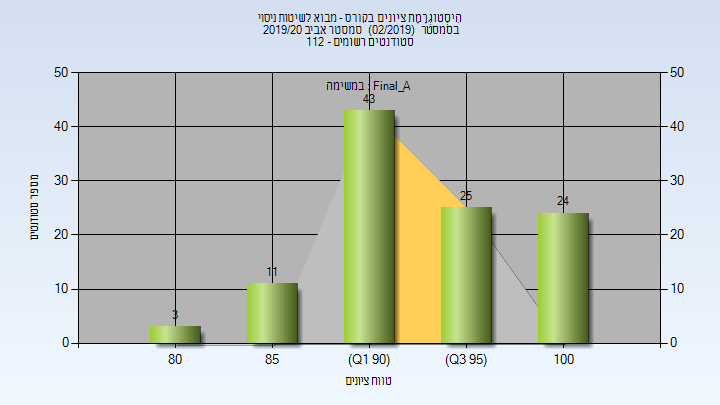 היסטוגרמת ציונים בקורס - מבוא לשיטות ניסוי
בסמסטר (02/2019) סמסטר אביב 2019/20
סטודנטים רשומים - 112
במשימה : Final_A
50
40
30
20
10
0
מספר סטודנטים
50
40
30
20
10
0
3
11
43
25
24
80
85
(Q1 90)
(Q3 95)
100
טווח ציונים